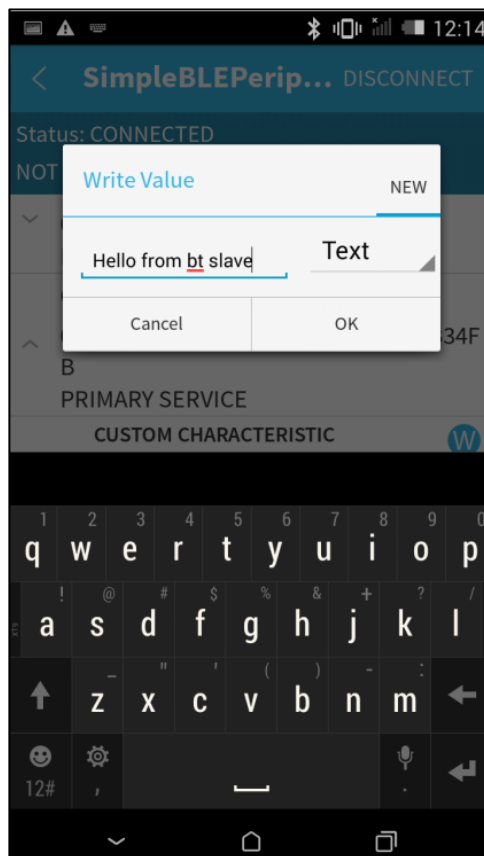 12:14
SimpleBLEPerip... DISCONNECT
Status: CONNECTED
NOT
Write Value
NEW
Hello from bt slave
Text
Cancel
OK
34F
B
PRIMARY SERVICE
CUSTOM CHARACTERISTIC
W
1 2 3 4 5 6 7 8 9 0
q w e r t y u i o p
! @ # $ % & + ? /
a s d f g h j k l
XT9
_ " ' ( ) - :
z x c v b n m
12# , .